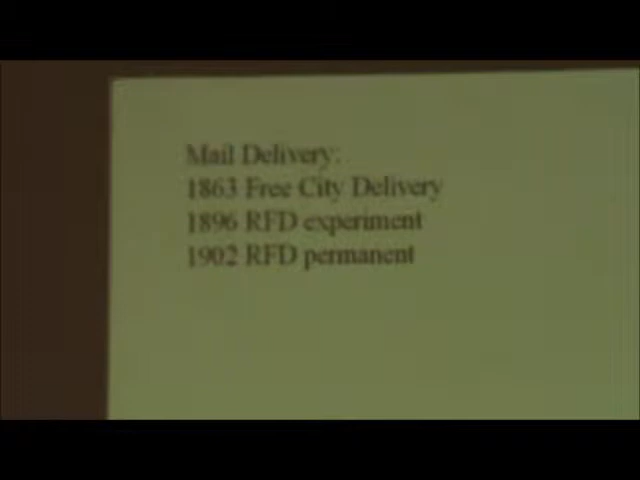 Mail Delivery:
1863 Free City Delivery
1896 RFD experiment
1902 RFD permanent